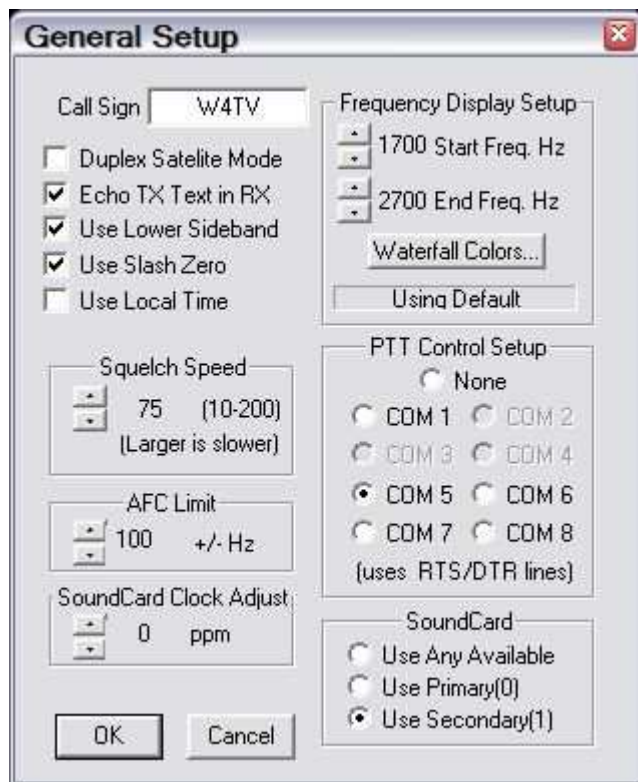 General Setup
Call Sign W4TV
Duplex Satelite Mode
Echo TX Text in RX
Use Lower Sideband
Use Slash Zero
Use Local Time
Squelch Speed
75 (10-200)
(Larger is slower)
AFC Limit
100 +/- Hz
SoundCard Clock Adjust
0 ppm
OK Cancel
Frequency Display Setup
1700 Start Freq. Hz
2700 End Freq. Hz
Waterfall Colors...
Using Default
PTT Control Setup
None
COM 1 COM 2
COM 3 COM 4
COM 5 COM 6
COM 7 COM 8
(uses RTS/DTR lines)
SoundCard
Use Any Available
Use Primary(0)
Use Secondary(1)